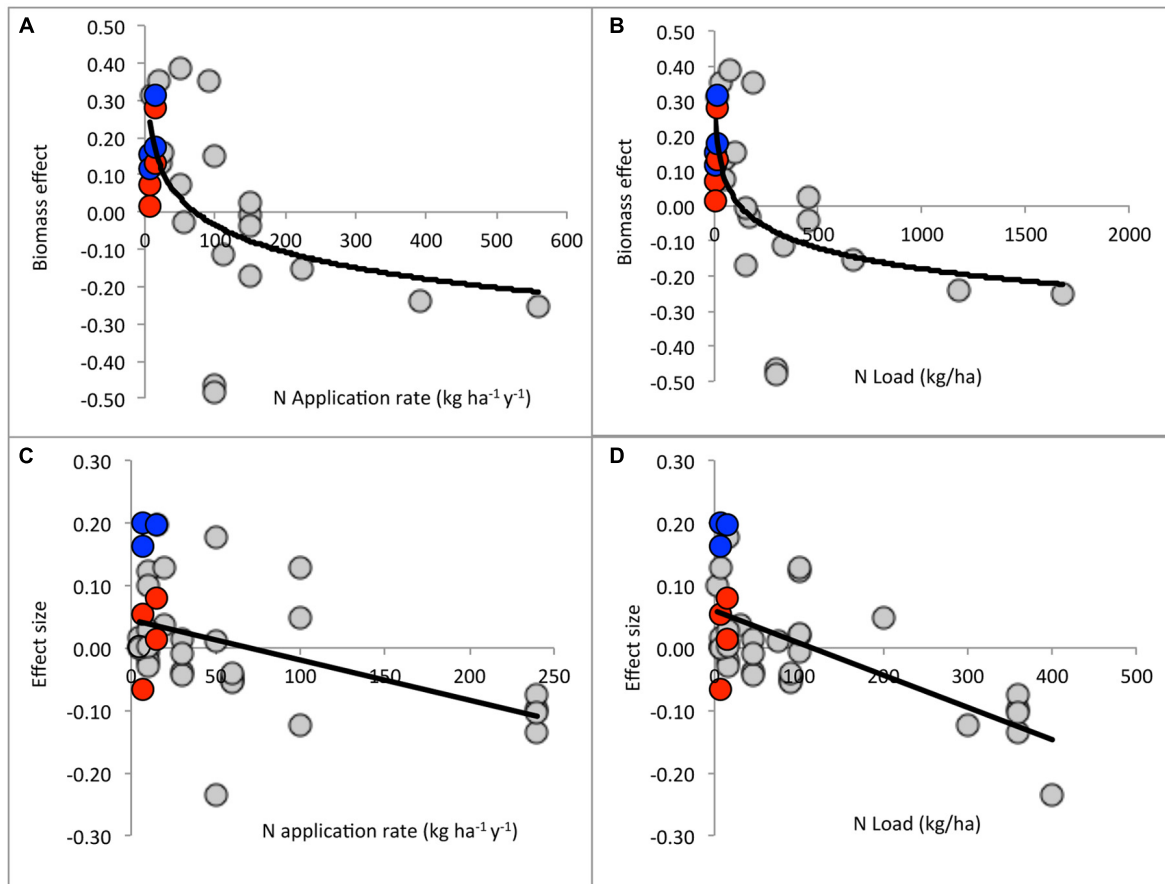 A
0.50
0.40
0.30
0.20
0.10
0.00
-0.10
-0.20
-0.30
-0.40
-0.50
0 100 200 300 400 500 600
Biomass effect
N Application rate (kg ha⁻¹ y⁻¹)
B
0.50
0.40
0.30
0.20
0.10
0.00
-0.10
-0.20
-0.30
-0.40
-0.50
0 500 1000 1500 2000
Biomass effect
N Load (kg/ha)
C
0.30
0.20
0.10
0.00
-0.10
-0.20
-0.30
0 50 100 150 200 250
Effect size
N application rate (kg ha⁻¹ y⁻¹)
D
0.30
0.20
0.10
0.00
-0.10
-0.20
-0.30
0 100 200 300 400 500
Effect size
N Load (kg/ha)